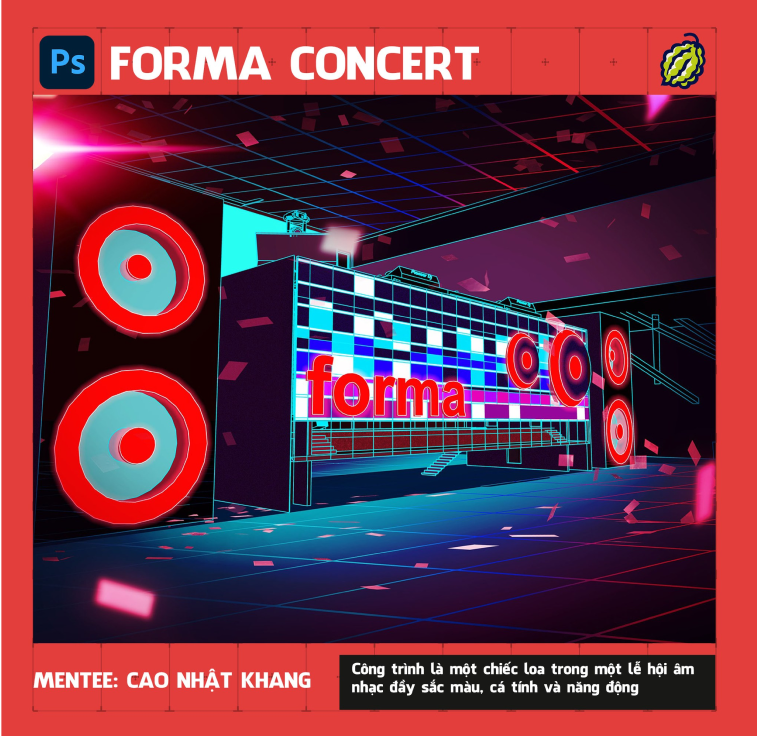 Ps FORMA CONCERT
forma
MENTEE: CAO NHẬT KHANG
Công trình là một chiếc loa trong một lễ hội âm
nhạc đầy sắc màu, cá tính và năng động